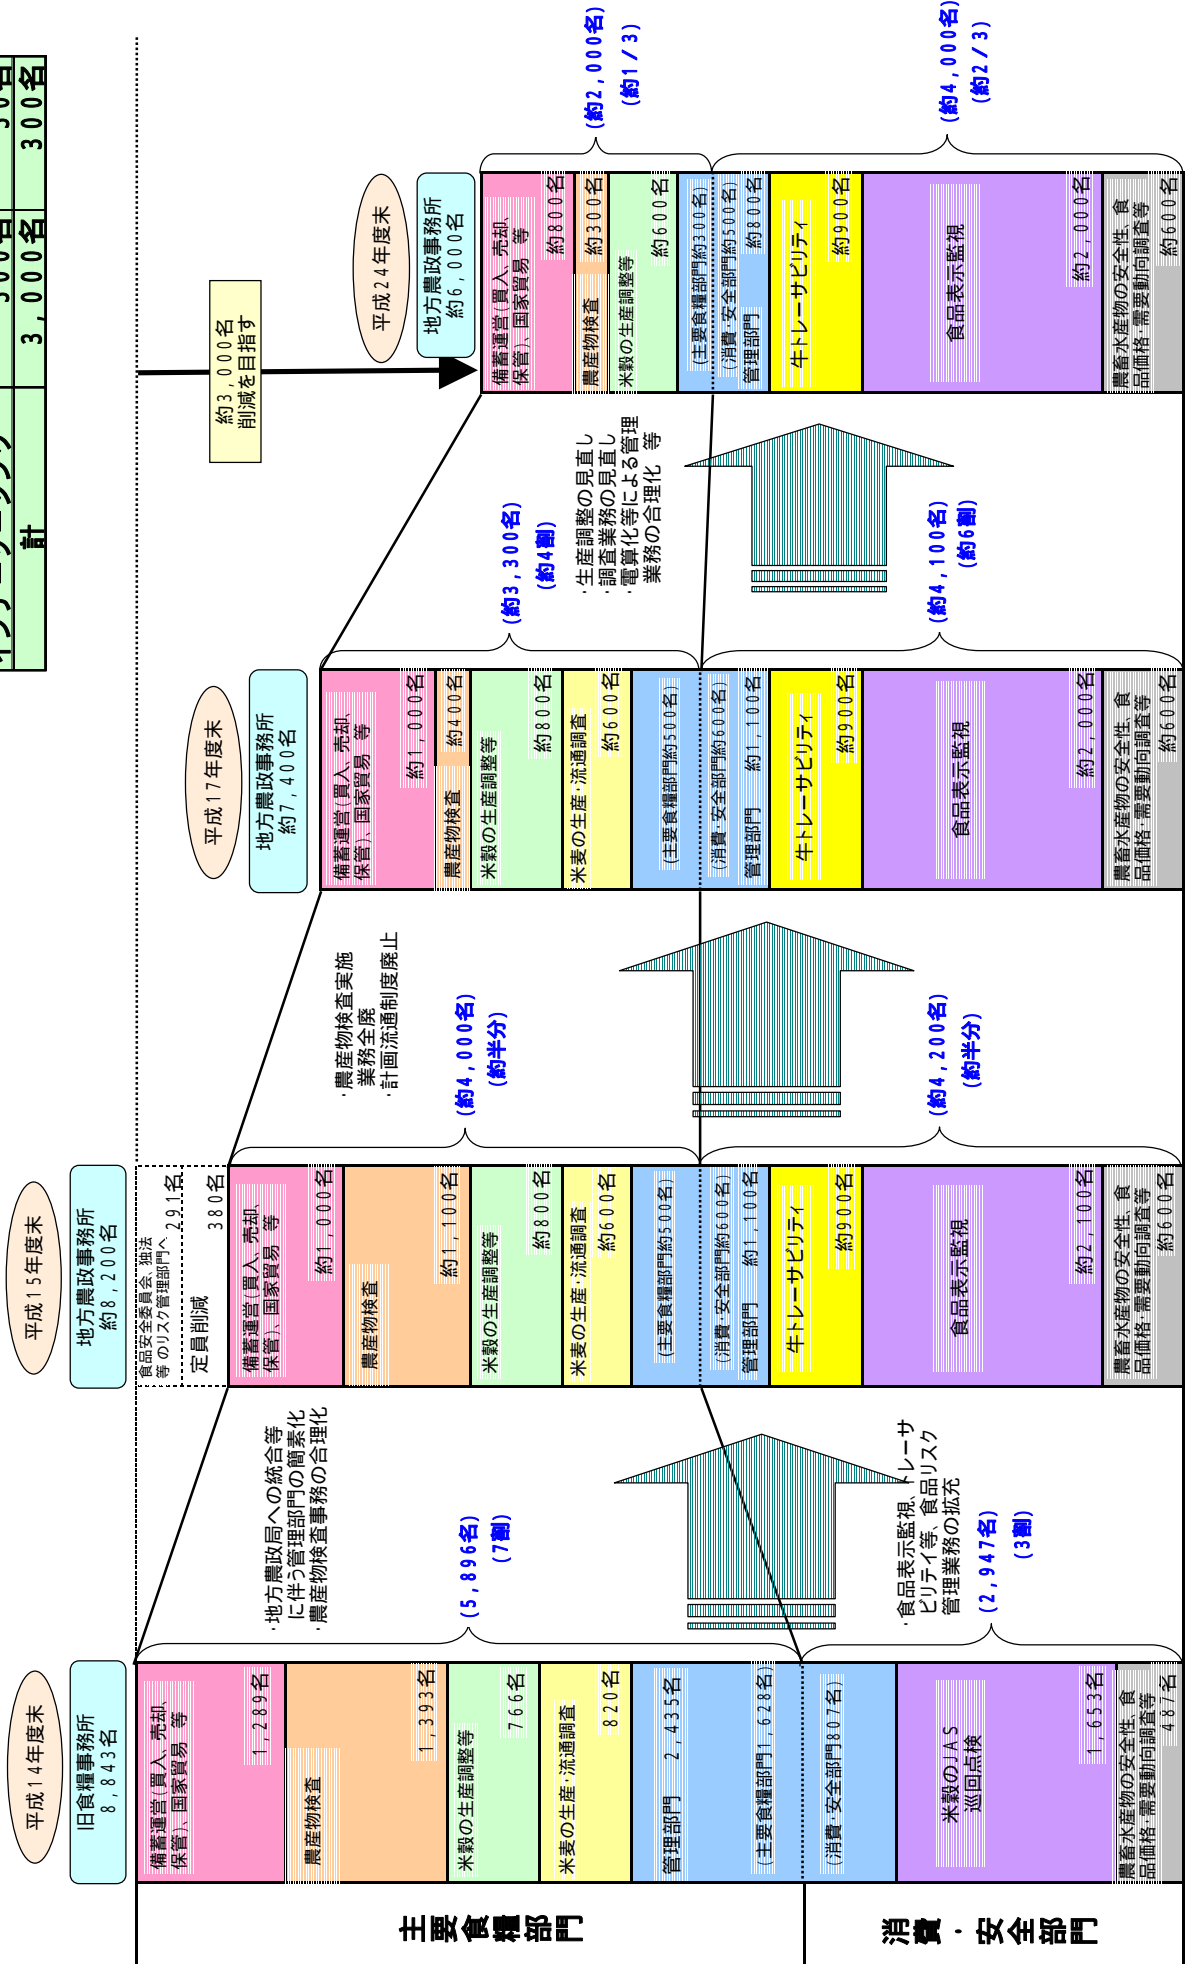 計
3,000名
300名
約3,000名
削減を目指す
主要食糧部門
消費・安全部門
平成14年度末
旧食糧事務所
8,843名
備蓄運営(買入、売却、
保管)、国家貿易 等
1,289名
農産物検査
1,393名
米穀の生産調整等
766名
米麦の生産・流通調査
820名
管理部門 2,435名
(主要食糧部門1,628名)
(消費・安全部門807名)
米穀のJAS
巡回点検
1,653名
農畜水産物の安全性、食
品価格・需要動向調査等
487名
・地方農政局への統合等
に伴う管理部門の簡素化
・農産物検査事務の合理化
(5,896名)
(7割)
・食品表示監視、トレーサ
ビリテイ等、食品リスク
管理業務の拡充
(2,947名)
(3割)
平成15年度末
地方農政事務所
約8,200名
食品安全委員会、独法
等のリスク管理部門へ
291名
定員削減
380名
備蓄運営(買入、売却、
保管)、国家貿易 等
約1,000名
農産物検査
約1,100名
米穀の生産調整等
約800名
米麦の生産・流通調査
約600名
(主要食糧部門約500名)
(消費・安全部門約600名)
管理部門 約1,100名
牛トレーサビリティ
約900名
食品表示監視
約2,100名
農畜水産物の安全性、食
品価格・需要動向調査等
約600名
・農産物検査実施
業務全廃
・計画流通制度廃止
(約4,000名)
(約半分)
(約4,200名)
(約半分)
平成17年度末
地方農政事務所
約7,400名
備蓄運営(買入、売却、
保管)、国家貿易 等
約1,000名
農産物検査
約400名
米穀の生産調整等
約800名
米麦の生産・流通調査
約600名
(主要食糧部門約500名)
(消費・安全部門約600名)
管理部門 約1,100名
牛トレーサビリティ
約900名
食品表示監視
約2,000名
農畜水産物の安全性、食
品価格・需要動向調査等
約600名
(約3,300名)
(約4割)
・生産調整の見直し
・調査業務の見直し
・電算化等による管理
業務の合理化 等
(約4,100名)
(約6割)
平成24年度末
地方農政事務所
約6,000名
備蓄運営(買入、売却、
保管)、国家貿易 等
約800名
農産物検査
約300名
米穀の生産調整等
約600名
(主要食糧部門約300名)
(消費・安全部門約500名)
管理部門 約800名
牛トレーサビリティ
約900名
食品表示監視
約2,000名
農畜水産物の安全性、食
品価格・需要動向調査等
約600名
(約2,000名)
(約1/3)
(約4,000名)
(約2/3)